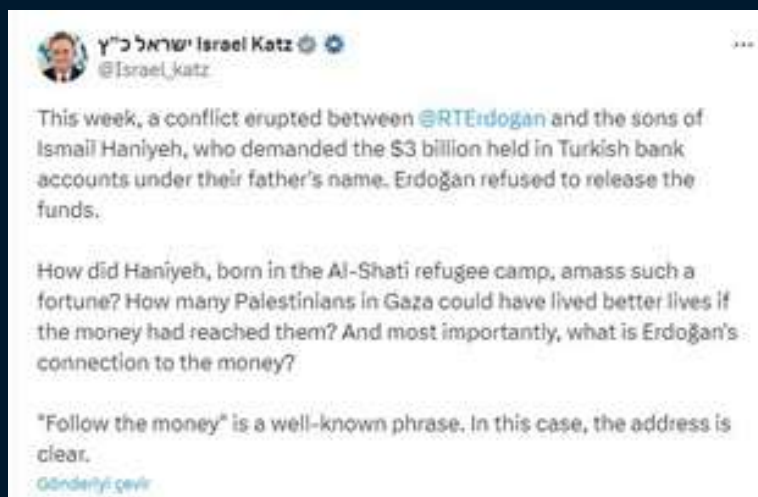 ישראל כ"ץ Israel Katz
@Israel_katz
This week, a conflict erupted between @RTErdogan and the sons of
Ismail Haniyeh, who demanded the $3 billion held in Turkish bank
accounts under their father's name. Erdoğan refused to release the
funds.
How did Haniyeh, born in the Al-Shati refugee camp, amass such a
fortune? How many Palestinians in Gaza could have lived better lives if
the money had reached them? And most importantly, what is Erdoğan's
connection to the money?
"Follow the money" is a well-known phrase. In this case, the address is
clear.
Gönderiyi çevir